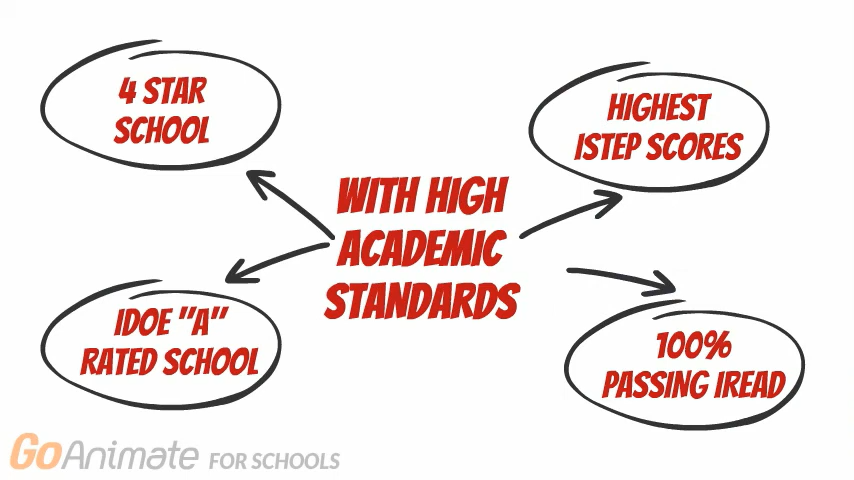 4 STAR
SCHOOL
HIGHEST
ISTEP SCORES
WITH HIGH
ACADEMIC
STANDARDS
IDOE "A"
RATED SCHOOL
100%
PASSING IREAD
GoAnimate FOR SCHOOLS